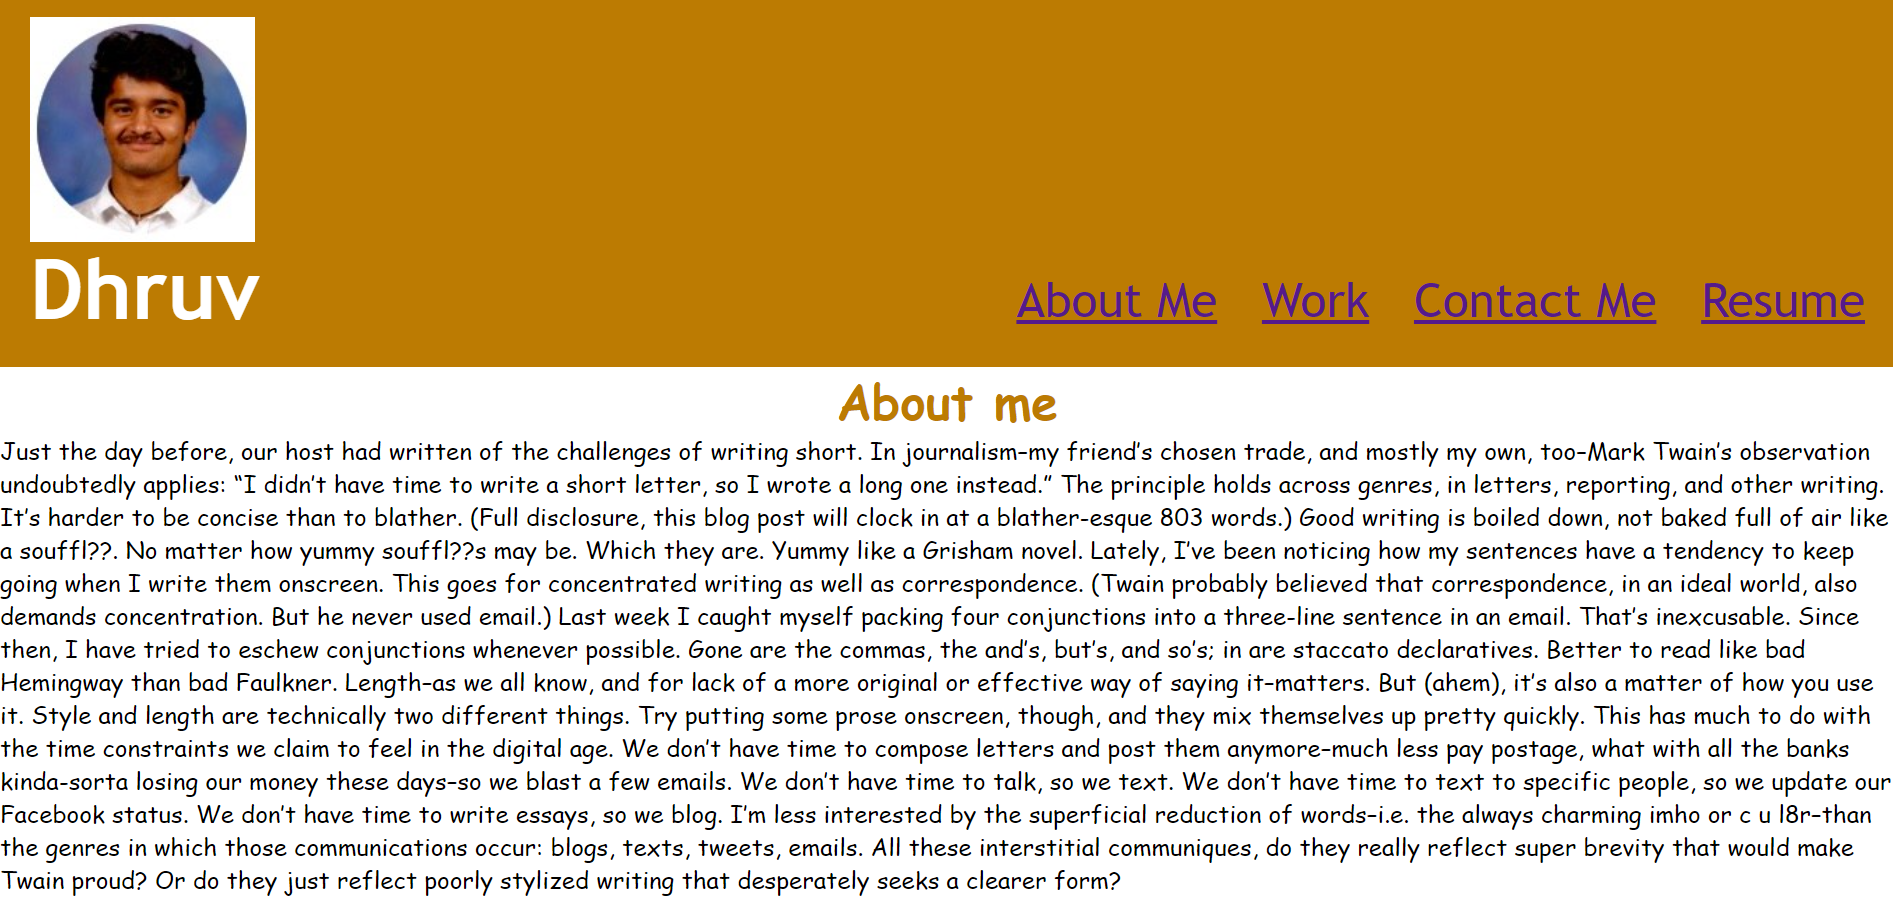 Dhruv
About Me Work Contact Me Resume
About me
Just the day before, our host had written of the challenges of writing short. In journalism–my friend’s chosen trade, and mostly my own, too–Mark Twain’s observation
undoubtedly applies: “I didn’t have time to write a short letter, so I wrote a long one instead.” The principle holds across genres, in letters, reporting, and other writing.
It’s harder to be concise than to blather. (Full disclosure, this blog post will clock in at a blather-esque 803 words.) Good writing is boiled down, not baked full of air like
a souffl??. No matter how yummy souffl??s may be. Which they are. Yummy like a Grisham novel. Lately, I’ve been noticing how my sentences have a tendency to keep
going when I write them onscreen. This goes for concentrated writing as well as correspondence. (Twain probably believed that correspondence, in an ideal world, also
demands concentration. But he never used email.) Last week I caught myself packing four conjunctions into a three-line sentence in an email. That’s inexcusable. Since
then, I have tried to eschew conjunctions whenever possible. Gone are the commas, the and’s, but’s, and so’s; in are staccato declaratives. Better to read like bad
Hemingway than bad Faulkner. Length–as we all know, and for lack of a more original or effective way of saying it–matters. But (ahem), it’s also a matter of how you use
it. Style and length are technically two different things. Try putting some prose onscreen, though, and they mix themselves up pretty quickly. This has much to do with
the time constraints we claim to feel in the digital age. We don’t have time to compose letters and post them anymore–much less pay postage, what with all the banks
kinda-sorta losing our money these days–so we blast a few emails. We don’t have time to talk, so we text. We don’t have time to text to specific people, so we update our
Facebook status. We don’t have time to write essays, so we blog. I’m less interested by the superficial reduction of words–i.e. the always charming imho or c u l8r–than
the genres in which those communications occur: blogs, texts, tweets, emails. All these interstitial communiques, do they really reflect super brevity that would make
Twain proud? Or do they just reflect poorly stylized writing that desperately seeks a clearer form?